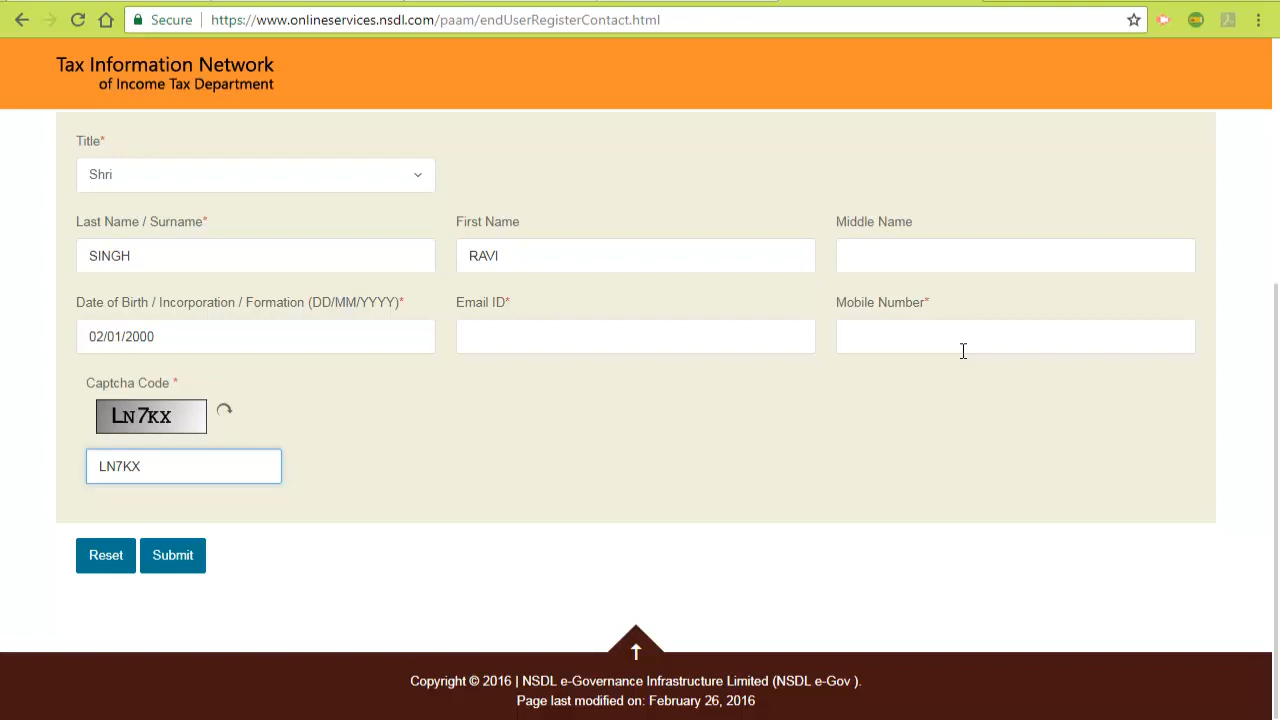 Secure https://www.onlineservices.nsdl.com/paam/endUserRegisterContact.html
Tax Information Network
of Income Tax Department
Title*
Shri
Last Name / Surname* First Name Middle Name
SINGH RAVI
Date of Birth / Incorporation / Formation (DD/MM/YYYY)* Email ID* Mobile Number*
02/01/2000
Captcha Code *
LN7KX
LN7KX
Reset Submit
Copyright © 2016 | NSDL e-Governance Infrastructure Limited (NSDL e-Gov ).
Page last modified on: February 26, 2016